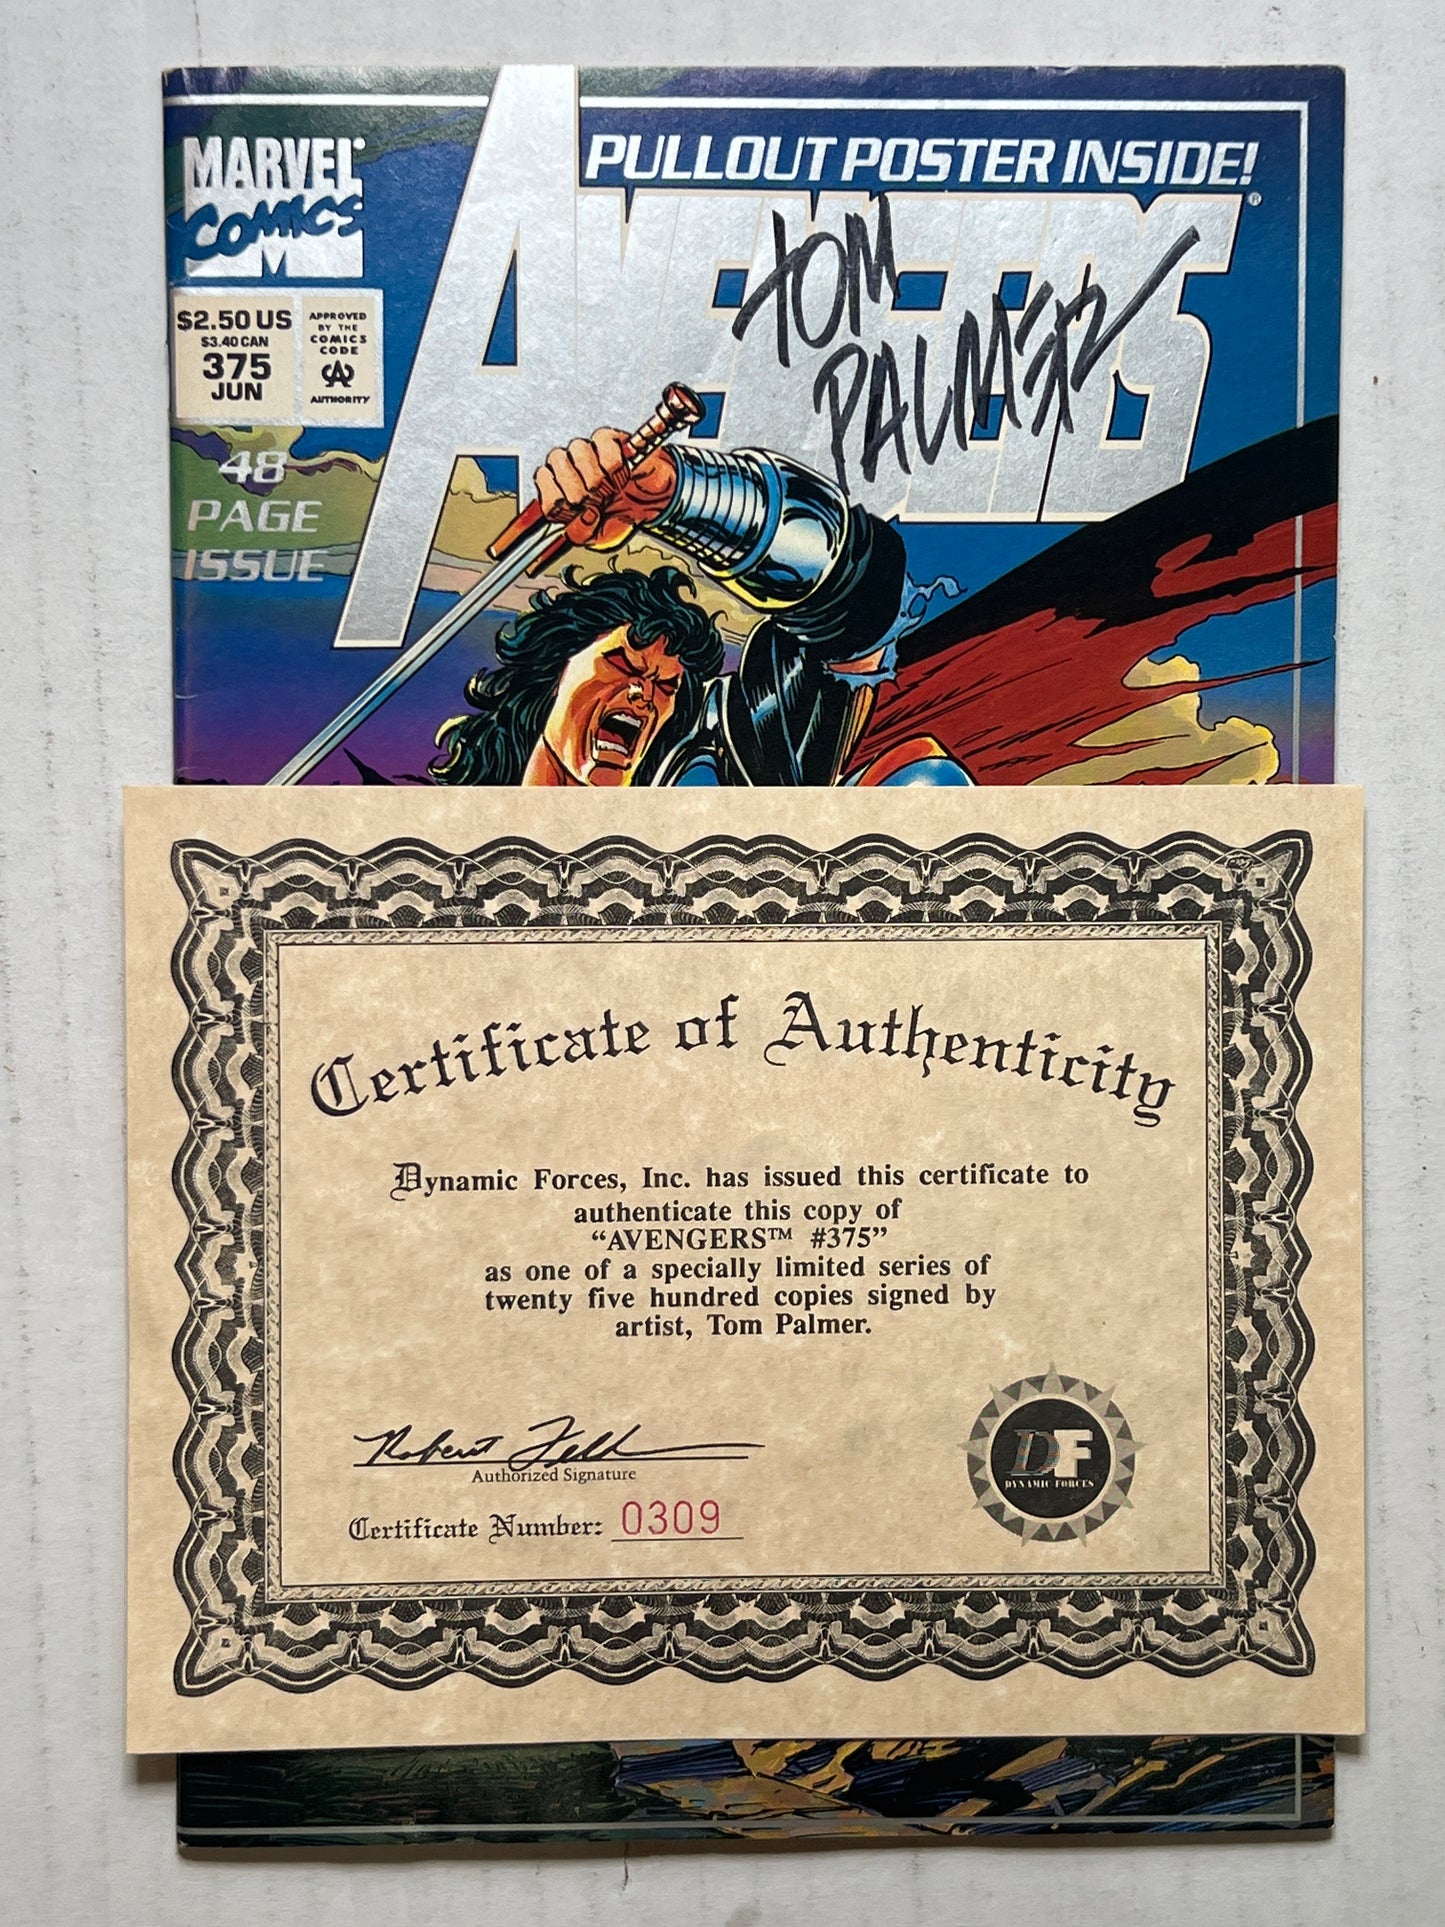 PULLOUT POSTER INSIDE!
MARVEL®
COMICS
AVENGERS®
TOM
PALMER
$2.50 US
$3.40 CAN
375
JUN
APPROVED
BY THE
COMICS
CODE
CA
AUTHORITY
48
PAGE
ISSUE
Certificate of Authenticity
Dynamic Forces, Inc. has issued this certificate to
authenticate this copy of
“AVENGERS™ #375”
as one of a specially limited series of
twenty five hundred copies signed by
artist, Tom Palmer.
Authorized Signature
Certificate Number: 0309
DF
DYNAMIC FORCES